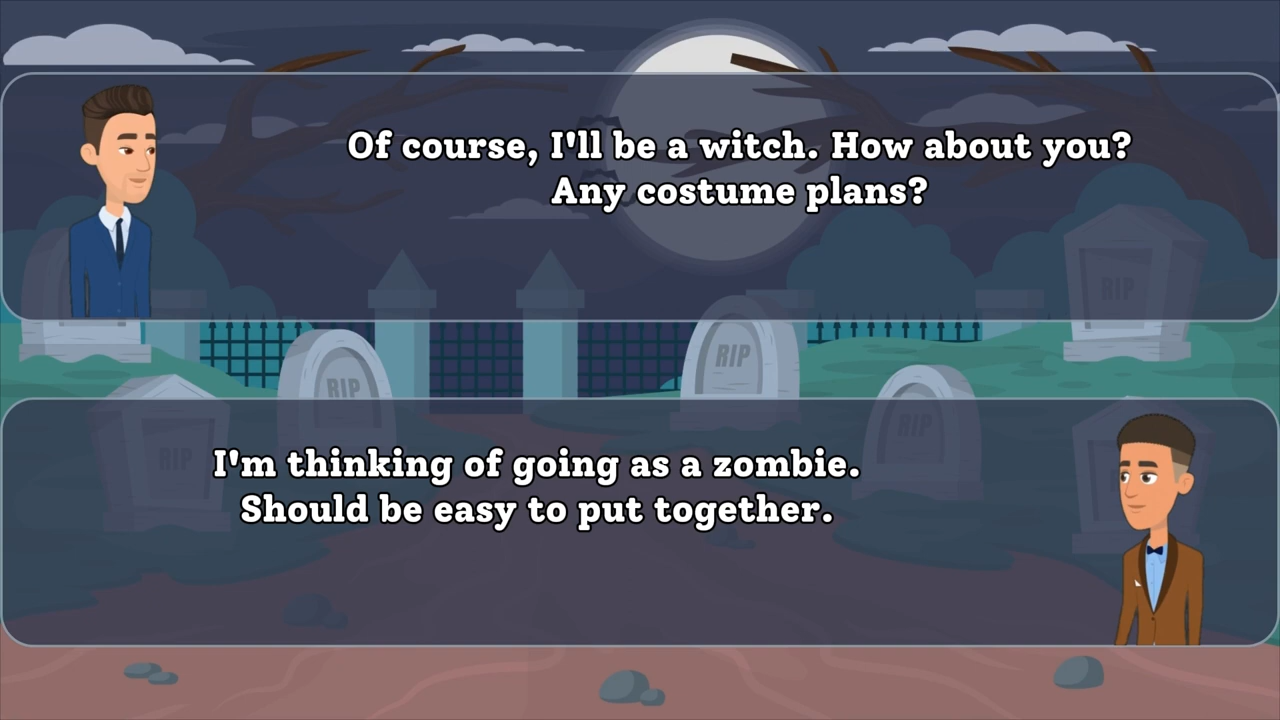 Of course, I'll be a witch. How about you?
Any costume plans?
RIP
RIP
RIP
I'm thinking of going as a zombie.
Should be easy to put together.
RIP
RIP